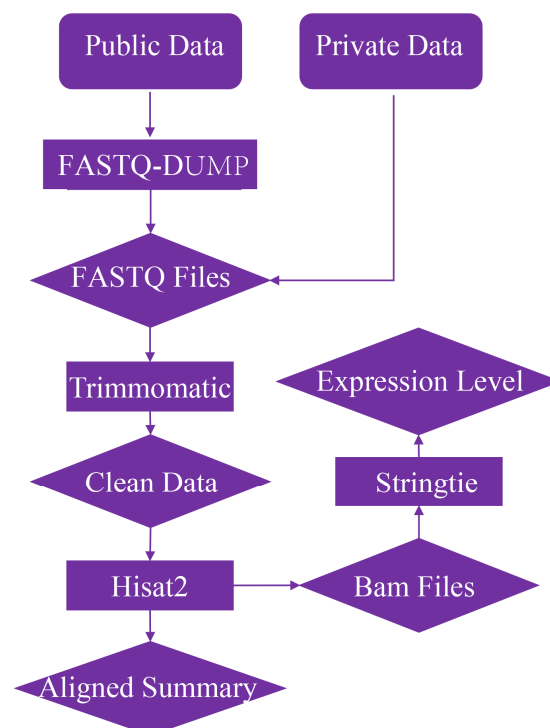 Public Data
Private Data
FASTQ-DUMP
FASTQ Files
Trimmomatic
Expression Level
Clean Data
Stringtie
Hisat2
Bam Files
Aligned Summary